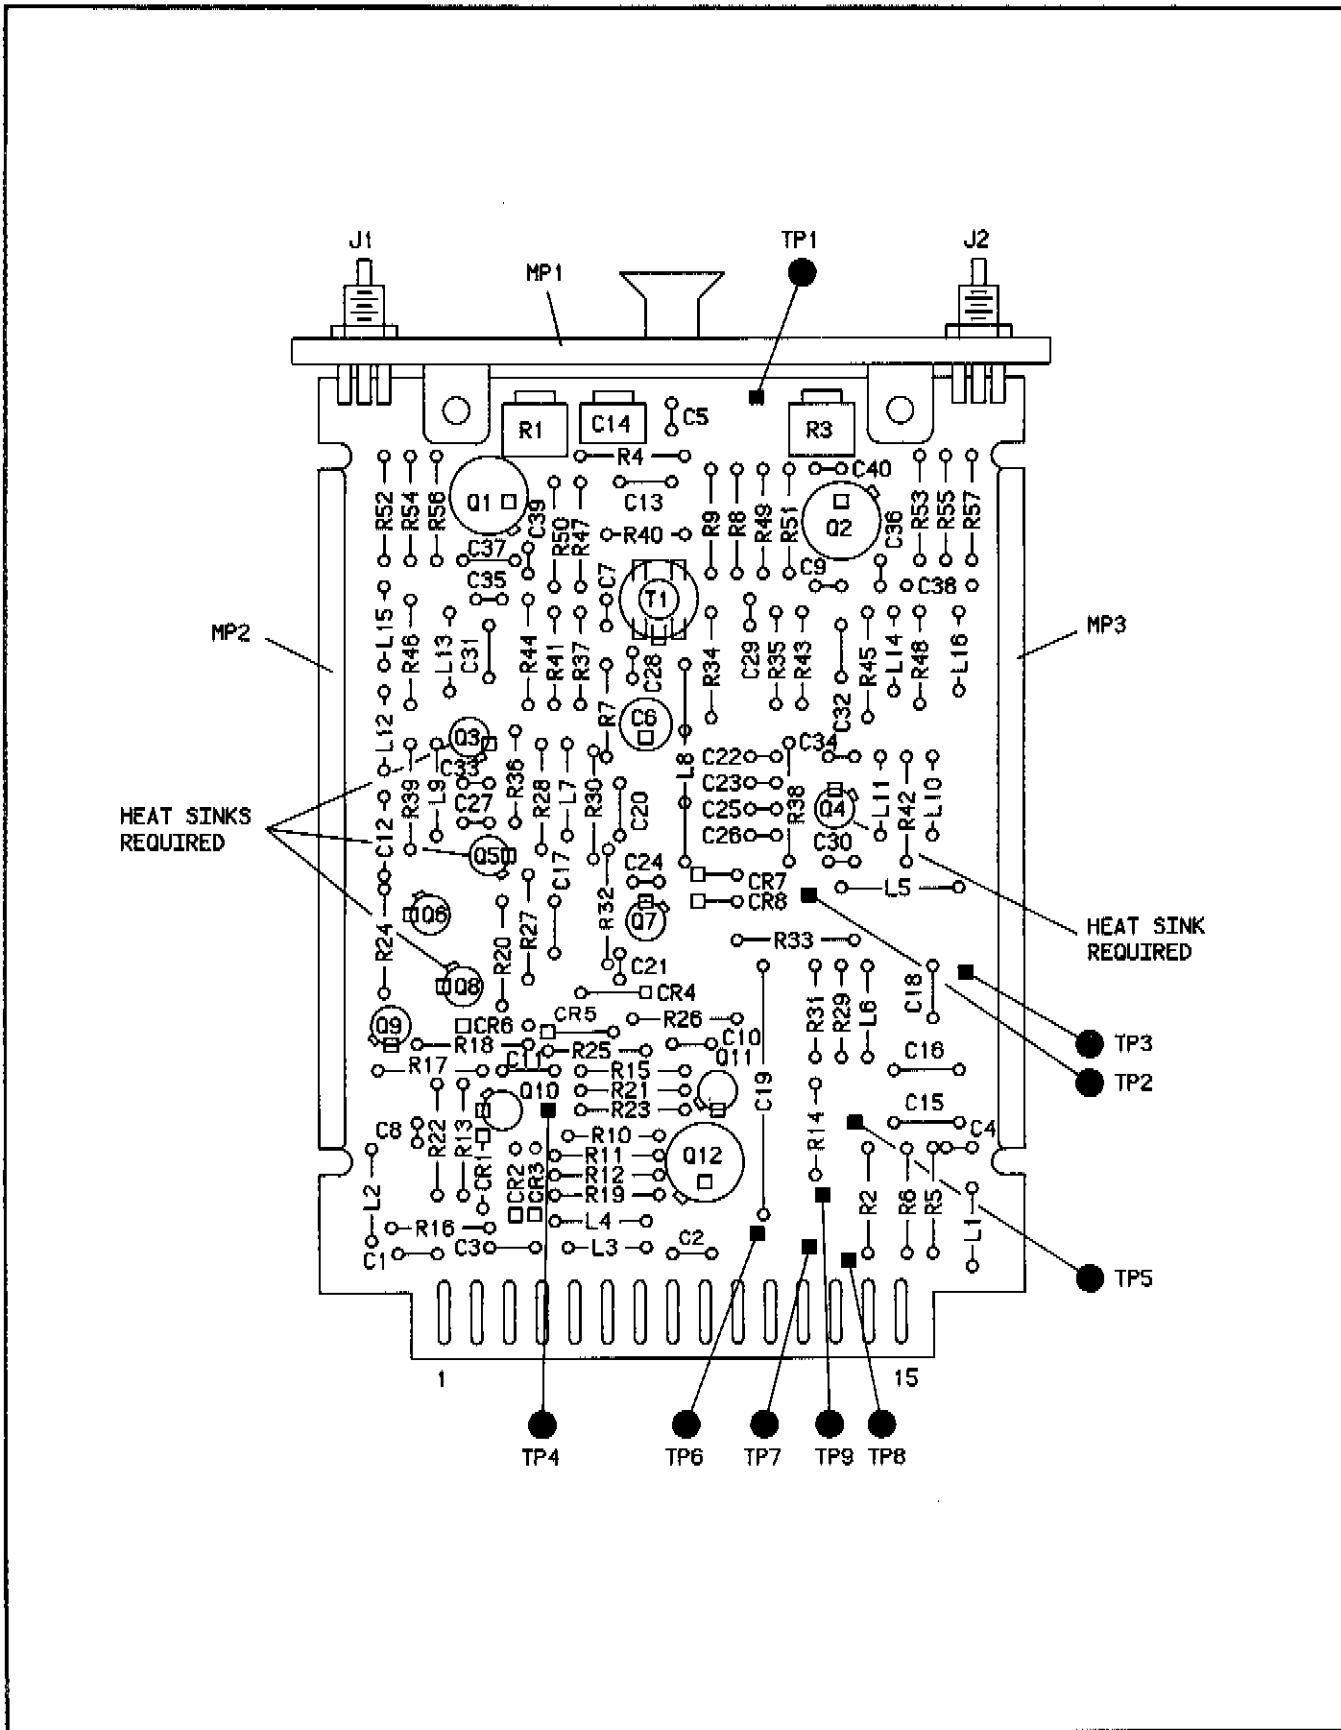 J1 TP1 J2
MP1
R1 C14 C5 R3
R4 C40
R52 R54 R56 Q1 C39 R50 R47 C13 R9 R8 R49 R51 Q2 C36 R53 R55 R57
R40
C37 C9
C35 C7 T1 C38
MP2 L15 R46 L13 C31 R44 R41 R37 C28 R34 C29 R35 R43 C32 R45 L14 R48 L16 MP3
L12 Q3 R7 C6 C34
C33 R36 L8 C22
HEAT SINKS
REQUIRED
R39 L9 C27 R28 L7 R30 C20 C23 R38 Q4 L11 R42 L10
C25
C12 C26 C30
Q5 C17 C24 CR7 L5
Q6 R32 Q7 CR8
HEAT SINK
REQUIRED
R24 R20 R27 R33
Q8 C21 C18
CR4 R31 R29 L6
Q9 CR6 CR5 R26 TP3
R18 C10
R17 C11 R25 Q11 C19 C16 TP2
R15
Q10 R21
R23 R14 C15
C8 R22 R13 R10 C4
CR1 CR2 CR3 R11 Q12
R12
L2 R19 R2 R6 R5 L1
R16 L4
C1 C3 L3 C2 TP5
1 15
TP4 TP6 TP7 TP9 TP8